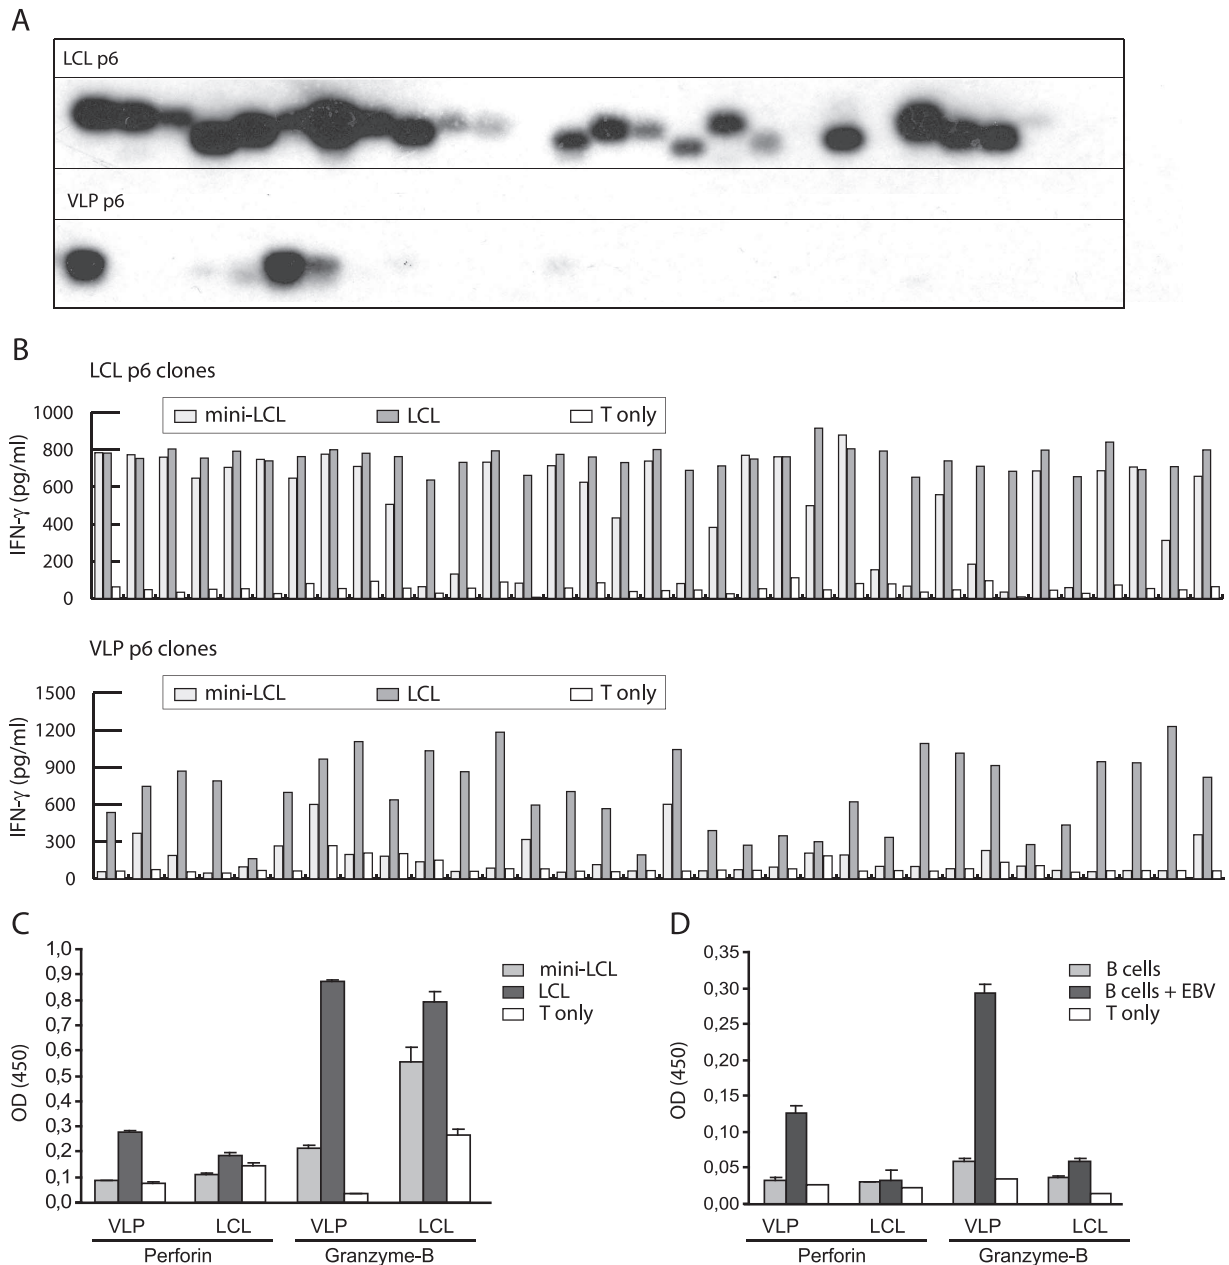 A
LCL p6
VLP p6
B
LCL p6 clones
mini-LCL LCL T only
IFN-γ (pg/ml)
1000
800
600
400
200
0
VLP p6 clones
mini-LCL LCL T only
IFN-γ (pg/ml)
1500
1200
900
600
300
0
C
OD (450)
1,0
0,9
0,8
0,7
0,6
0,5
0,4
0,3
0,2
0,1
0,0
mini-LCL
LCL
T only
VLP LCL VLP LCL
Perforin Granzyme-B
D
OD (450)
0,35
0,30
0,25
0,20
0,15
0,10
0,05
0,00
B cells
B cells + EBV
T only
VLP LCL VLP LCL
Perforin Granzyme-B